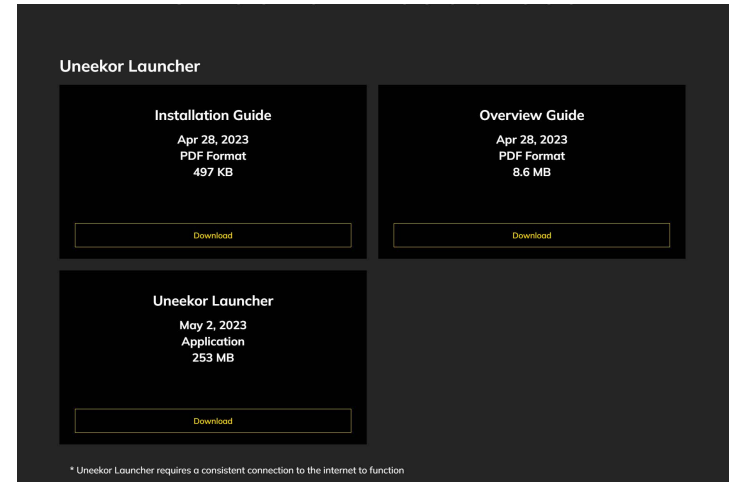 Uneekor Launcher
Installation Guide
Apr 28, 2023
PDF Format
497 KB
Download
Overview Guide
Apr 28, 2023
PDF Format
8.6 MB
Download
Uneekor Launcher
May 2, 2023
Application
253 MB
Download
* Uneekor Launcher requires a consistent connection to the internet to function